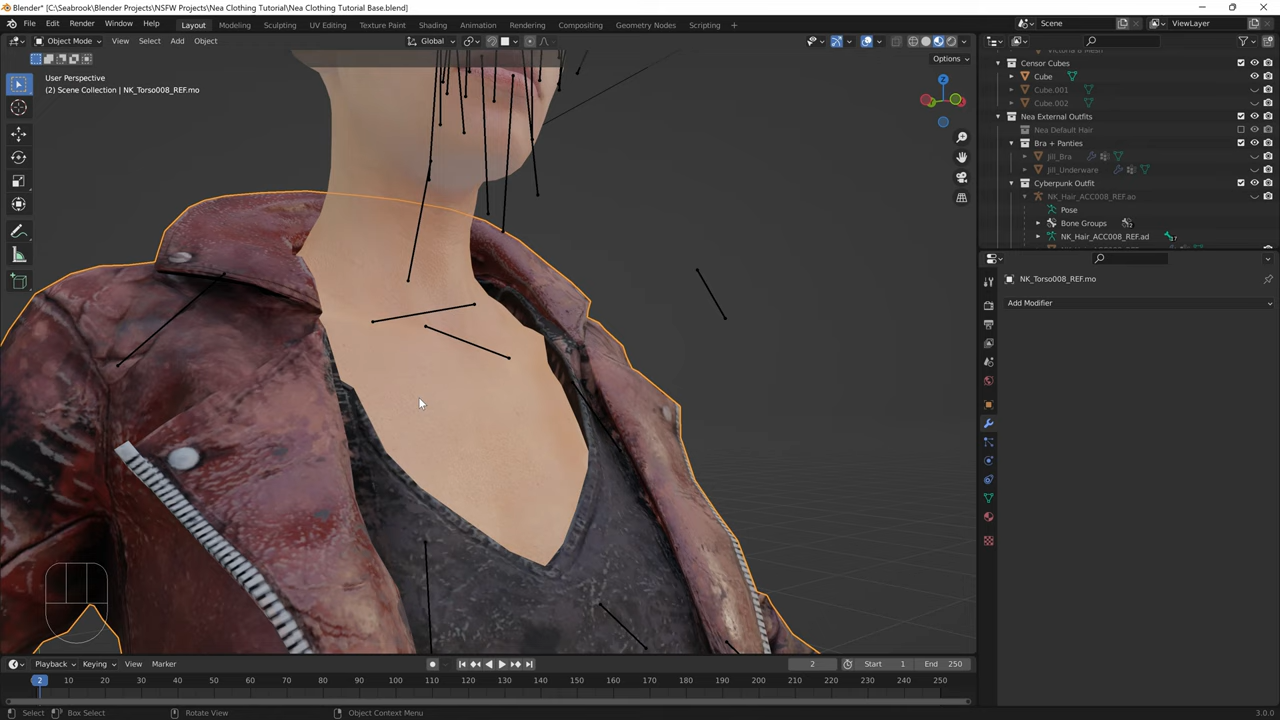 Blender* [C:\Seabrook\Blender Projects\NSFW Projects\Nea Clothing Tutorial\Nea Clothing Tutorial Base.blend]
File Edit Render Window Help Layout Modeling Sculpting UV Editing Texture Paint Shading Animation Rendering Compositing Geometry Nodes Scripting Scene ViewLayer
Object Mode View Select Add Object Global
Options
User Perspective
(2) Scene Collection | NK_Torso008_REF.mo
Z
Censor Cubes
Cube
Cube.001
Cube.002
Nea External Outfits
Nea Default Hair
Bra + Panties
Jill_Bra
Jill_Underware
Cyberpunk Outfit
NK_Hair_ACC008_REF.ao
Pose
Bone Groups
NK_Hair_ACC008_REF.ad
NK_Torso008_REF.mo
Add Modifier
Playback Keying View Marker 2 Start 1 End 250
2 10 20 30 40 50 60 70 80 90 100 110 120 130 140 150 160 170 180 190 200 210 220 230 240 250
Select Box Select Rotate View Object Context Menu 3.0.0